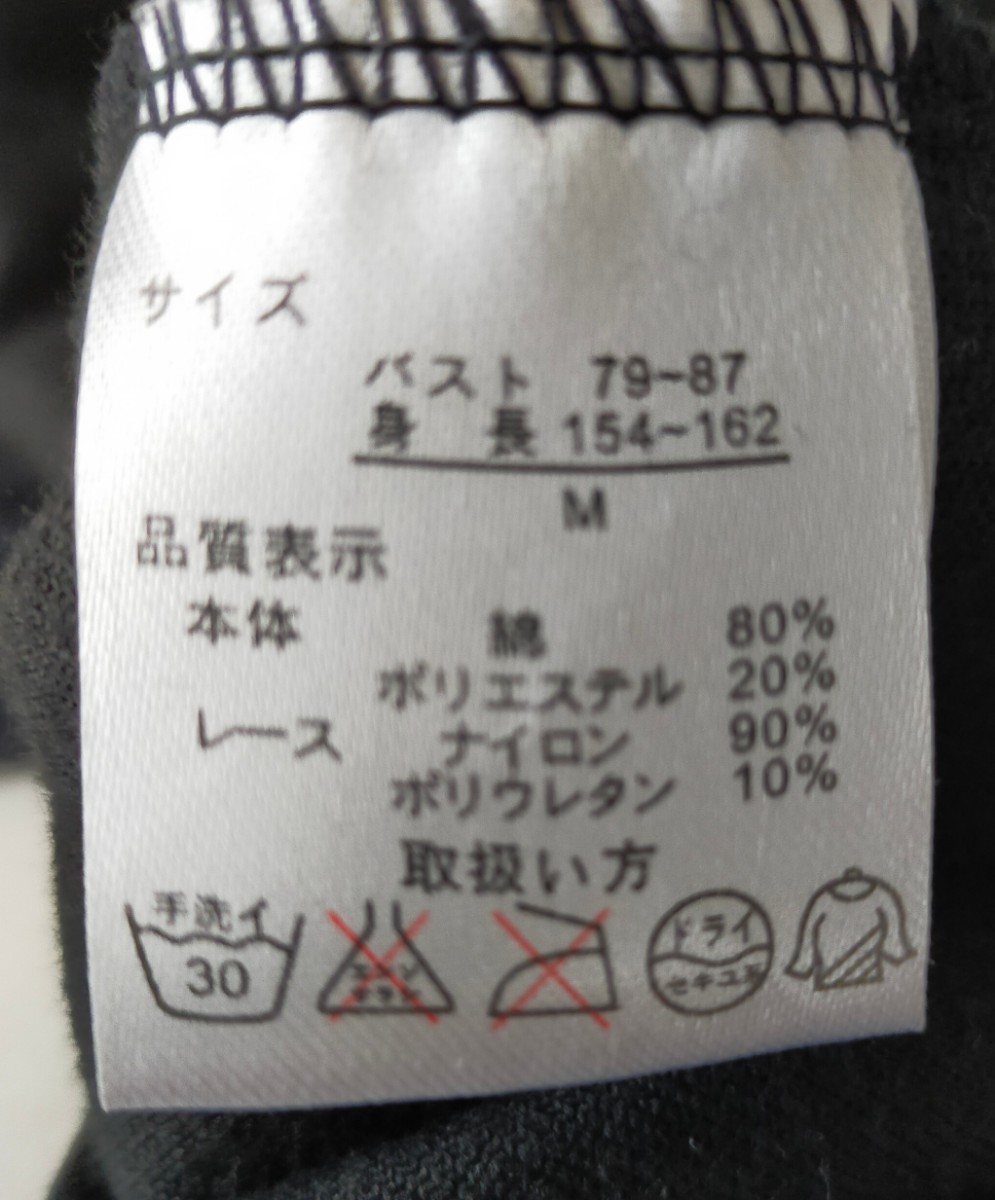 サイズ
バスト 79~87
身 長 154~162
M
品質表示
本体 綿 80%
ポリエステル 20%
レース ナイロン 90%
ポリウレタン 10%
取扱い方
手洗イ
30
ドライ
セキユ系